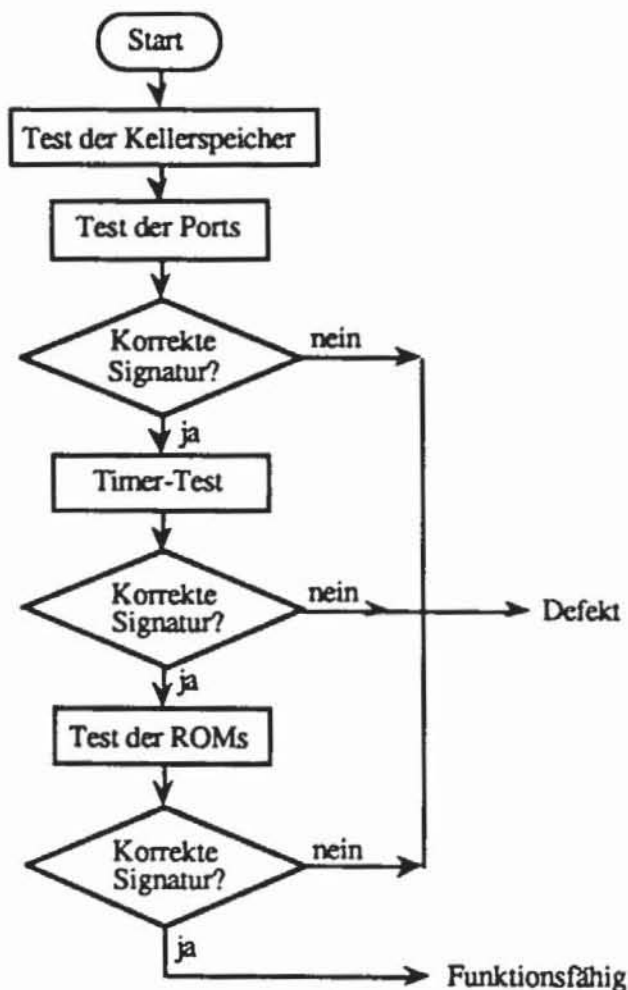 Start
Test der Kellerspeicher
Test der Ports
Korrekte
Signatur?
nein
ja
Timer-Test
Korrekte
Signatur?
nein
Defekt
ja
Test der ROMs
Korrekte
Signatur?
nein
ja
Funktionsfähig